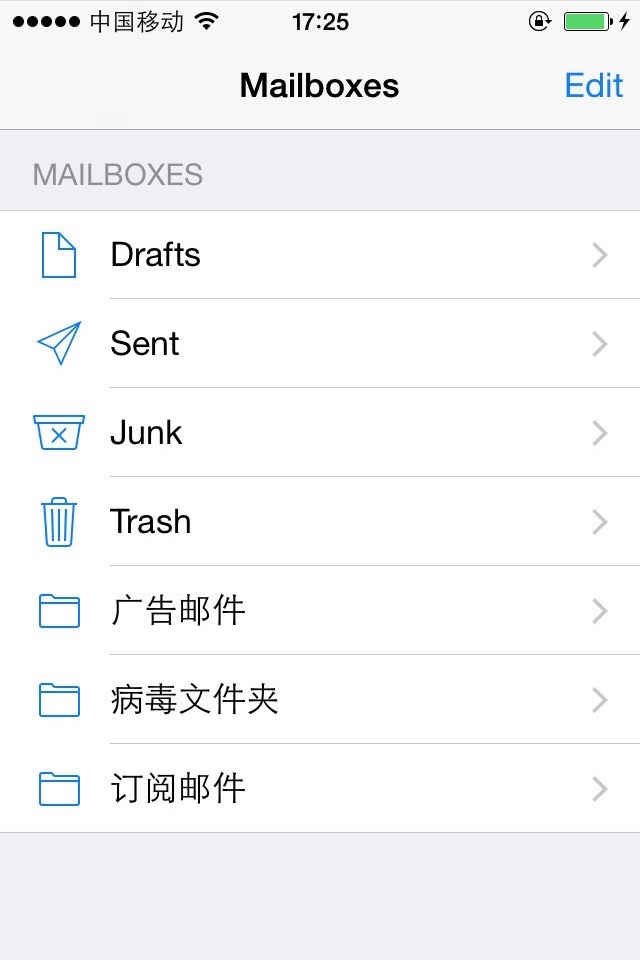 中国移动 17:25
Mailboxes Edit
MAILBOXES
Drafts
Sent
Junk
Trash
广告邮件
病毒文件夹
订阅邮件